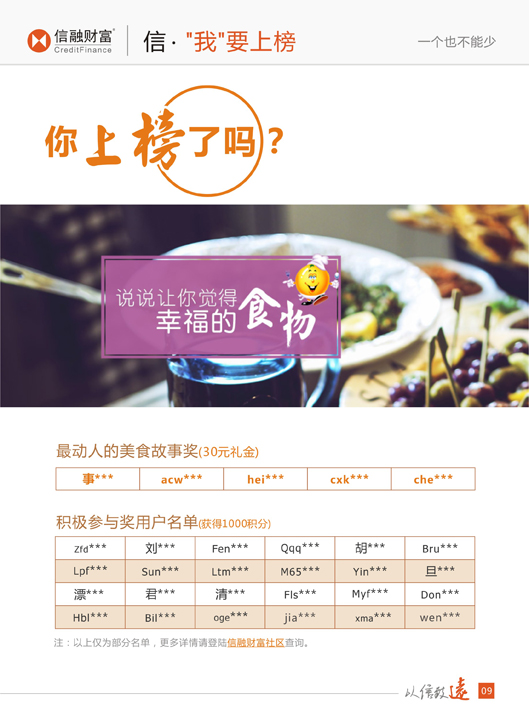 信融财富®
CreditFinance
信·"我"要上榜
一个也不能少
你上榜了吗？
说说让你觉得
幸福的食物
最动人的美食故事奖(30元礼金)
事*** acw*** hei*** cxk*** che***
积极参与奖用户名单(获得1000积分)
Zfd*** 刘*** Fen*** Qqq*** 胡*** Bru***
Lpf*** Sun*** Ltm*** M65*** Yin*** 旦***
漂*** 君*** 清*** Fls*** Myf*** Don***
Hbl*** Bil*** oge*** jia*** xma*** wen***
注：以上仅为部分名单，更多详情请登陆信融财富社区查询。
以信致远 09